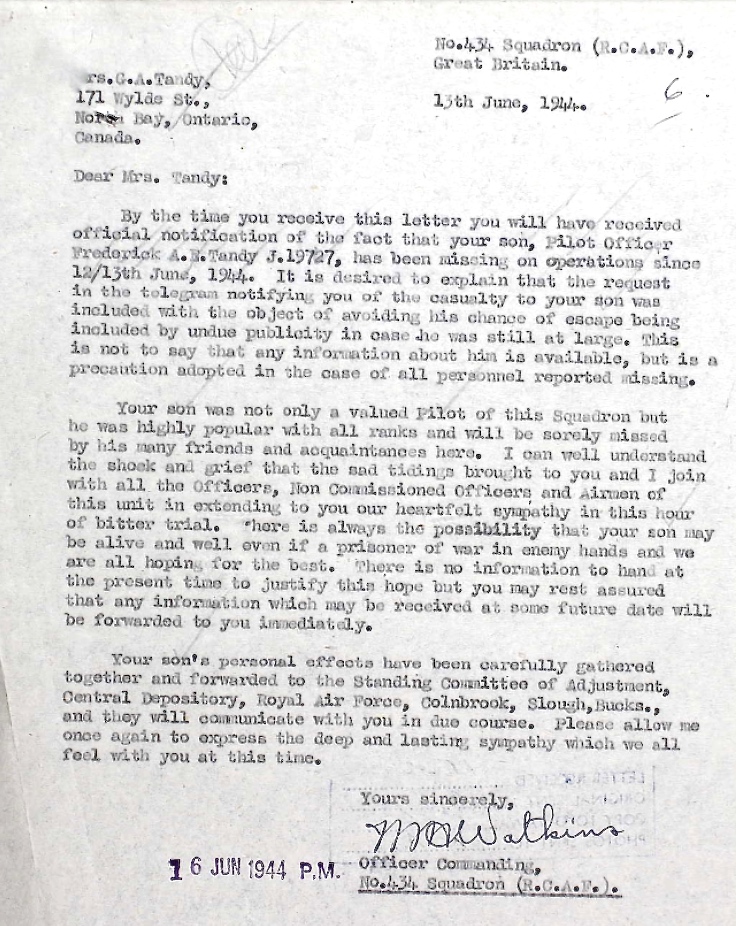 No.434 Squadron (R.C.A.F.),
Great Britain.
rs.G.A.Tandy,
171 Wylde St.,
13th June, 1944.
6
North Bay, Ontario,
Canada.
Dear Mrs. Tandy:
By the time you receive this letter you will have received
official notification of the fact that your son, Pilot Officer
Frederick A. Tandy J.19727, has been missing on operations since
12/13th June, 1944. It is desired to explain that the request
in the telegram notifying you of the casualty to your son was
included with the object of avoiding his chance of escape being
included by undue publicity in case he was still at large. This
is not to say that any information about him is available, but is a
precaution adopted in the case of all personnel reported missing.
Your son was not only a valued Pilot of this Squadron but
he was highly popular with all ranks and will be sorely missed
by his many friends and acquaintances here. I can well understand
the shock and grief that the sad tidings brought to you and I join
with all the Officers, Non Commissioned Officers and Airmen of
this unit in extending to you our heartfelt sympathy in this hour
of bitter trial. There is always the possibility that your son may
be alive and well even if a prisoner of war in enemy hands and we
are all hoping for the best. There is no information to hand at
the present time to justify this hope but you may rest assured
that any information which may be received at some future date will
be forwarded to you immediately.
Your son's personal effects have been carefully gathered
together and forwarded to the Standing Committee of Adjustment,
Central Depository, Royal Air Force, Colnbrook, Slough,Bucks.,
and they will communicate with you in due course. Please allow me
once again to express the deep and lasting sympathy which we all
feel with you at this time.
Yours sincerely,
Watkins
Officer Commanding,
No.434 Squadron (R.C.A.F.).
16 JUN 1944 P.M.